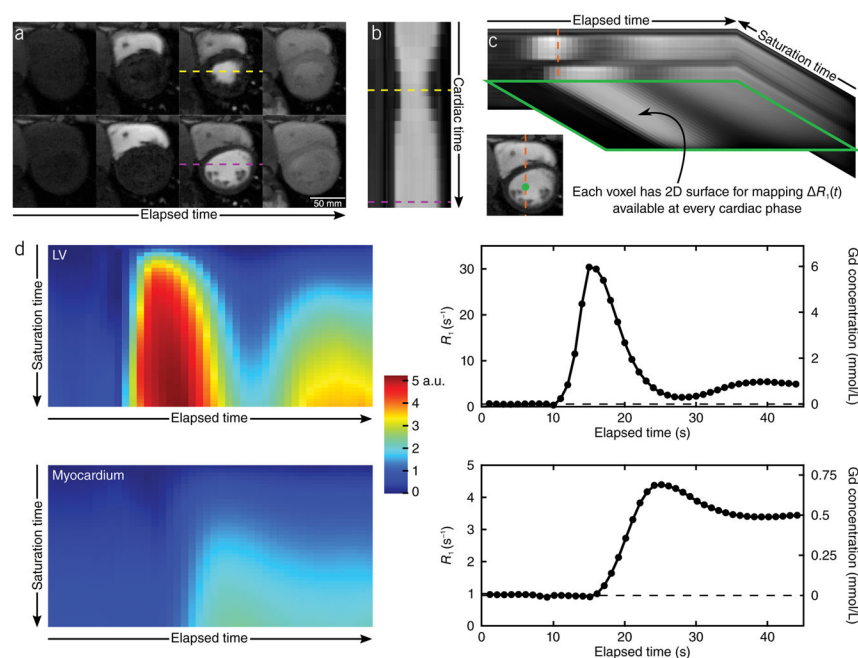 a
50 mm
Elapsed time
b
Cardiac time
c
Elapsed time
Saturation time
Each voxel has 2D surface for mapping ΔR₁(t)
available at every cardiac phase
d
LV
Saturation time
Elapsed time
5 a.u.
4
3
2
1
0
Myocardium
Saturation time
Elapsed time
R₁ (s⁻¹)
30
20
10
0
0 10 20 30 40
Elapsed time (s)
6
4
2
0
Gd concentration (mmol/L)
R₁ (s⁻¹)
5
4
3
2
1
0
0 10 20 30 40
Elapsed time (s)
0.75
0.5
0.25
0
Gd concentration (mmol/L)